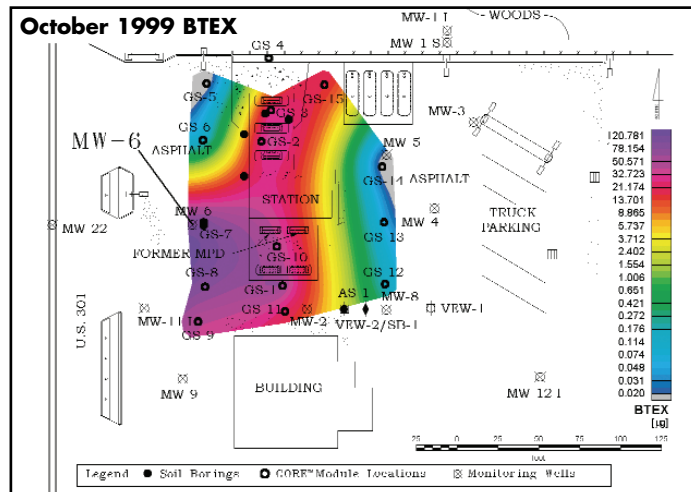 October 1999 BTEX
MW-1 I
WOODS
MW 1 S
GS 4
GS-5
GS-15
MW-3
GS 3
GS 6
MW-6
ASPHALT
GS-2
MW 5
GS-14
ASPHALT
STATION
TRUCK
PARKING
MW 6
MW 22
GS-7
MW 4
GS 13
FORMER MPD
GS-10
GS-8
GS 12
GS-1
AS 1
MW-8
MW-11 I
GS 11
MW-2
VEW-1
VEW-2/SB-1
GS 9
U.S. 301
MW 9
BUILDING
MW 12 I
120.781
78.154
50.571
32.723
21.174
13.701
8.865
5.737
3.712
2.402
1.554
1.006
0.651
0.421
0.272
0.176
0.114
0.074
0.048
0.031
0.020
BTEX
[µg]
25 0 25 50 75 100 125
foot
Legend Soil Borings CORE™ Module Locations Monitoring Wells